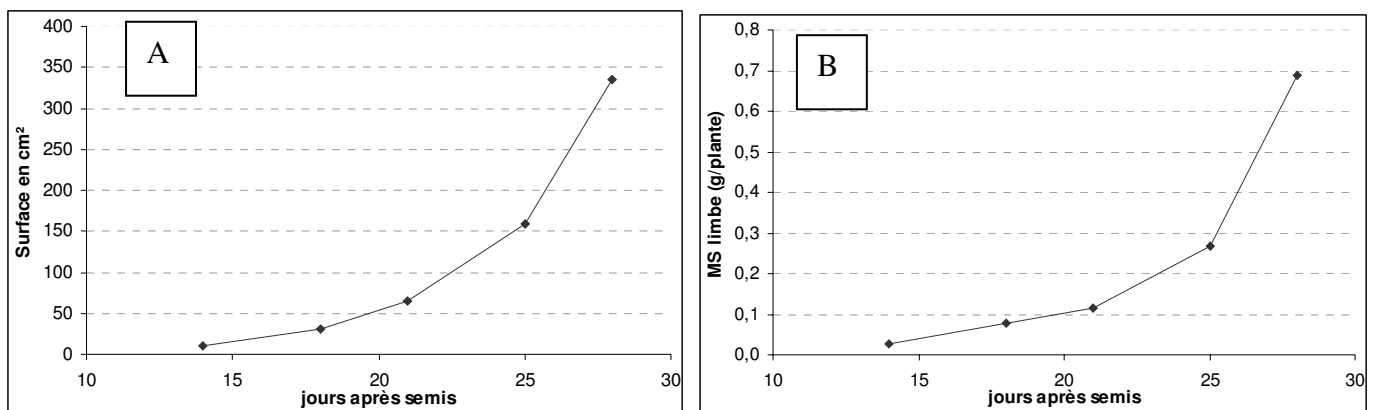 A
Surface en cm²
400
350
300
250
200
150
100
50
0
10 15 20 25 30
jours après semis
B
MS limbe (g/plante)
0,8
0,7
0,6
0,5
0,4
0,3
0,2
0,1
0,0
10 15 20 25 30
jours après semis